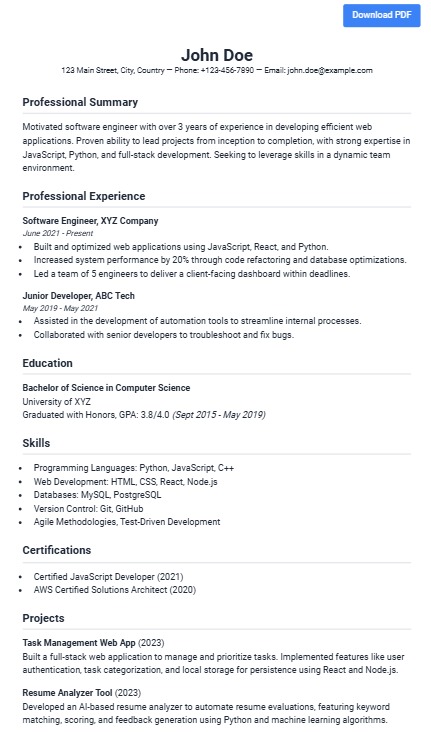 Download PDF
John Doe
123 Main Street, City, Country — Phone: +123-456-7890 — Email: john.doe@example.com
Professional Summary
Motivated software engineer with over 3 years of experience in developing efficient web
applications. Proven ability to lead projects from inception to completion, with strong expertise in
JavaScript, Python, and full-stack development. Seeking to leverage skills in a dynamic team
environment.
Professional Experience
Software Engineer, XYZ Company
June 2021 - Present
• Built and optimized web applications using JavaScript, React, and Python.
• Increased system performance by 20% through code refactoring and database optimizations.
• Led a team of 5 engineers to deliver a client-facing dashboard within deadlines.
Junior Developer, ABC Tech
May 2019 - May 2021
• Assisted in the development of automation tools to streamline internal processes.
• Collaborated with senior developers to troubleshoot and fix bugs.
Education
Bachelor of Science in Computer Science
University of XYZ
Graduated with Honors, GPA: 3.8/4.0 (Sept 2015 - May 2019)
Skills
• Programming Languages: Python, JavaScript, C++
• Web Development: HTML, CSS, React, Node.js
• Databases: MySQL, PostgreSQL
• Version Control: Git, GitHub
• Agile Methodologies, Test-Driven Development
Certifications
• Certified JavaScript Developer (2021)
• AWS Certified Solutions Architect (2020)
Projects
Task Management Web App (2023)
Built a full-stack web application to manage and prioritize tasks. Implemented features like user
authentication, task categorization, and local storage for persistence using React and Node.js.
Resume Analyzer Tool (2023)
Developed an AI-based resume analyzer to automate resume evaluations, featuring keyword
matching, scoring, and feedback generation using Python and machine learning algorithms.